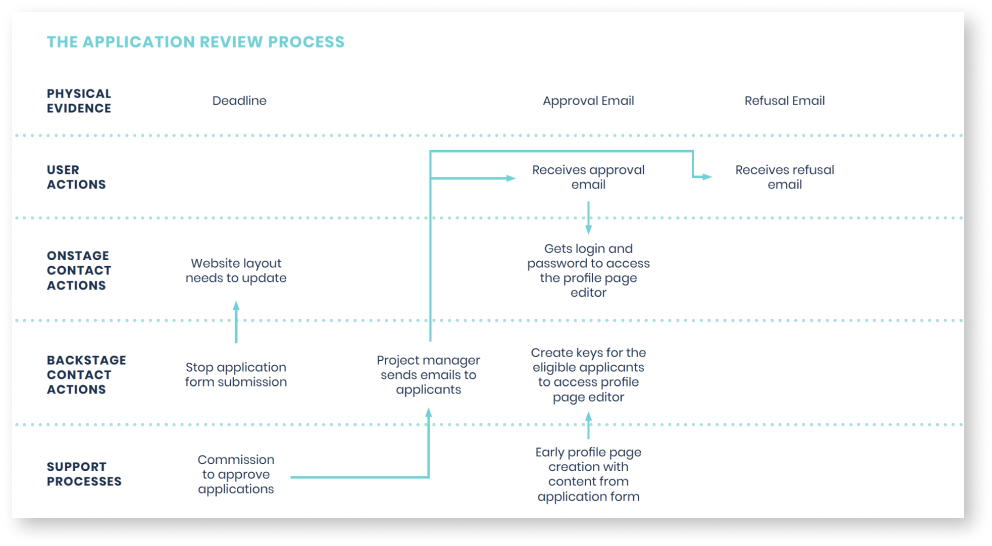 THE APPLICATION REVIEW PROCESS
PHYSICAL
EVIDENCE
Deadline
Approval Email
Refusal Email
USER
ACTIONS
Receives approval
email
Receives refusal
email
ONSTAGE
CONTACT
ACTIONS
Website layout
needs to update
Gets login and
password to access
the profile page
editor
BACKSTAGE
CONTACT
ACTIONS
Stop application
form submission
Project manager
sends emails to
applicants
Create keys for the
eligible applicants
to access profile
page editor
SUPPORT
PROCESSES
Commission
to approve
applications
Early profile page
creation with
content from
application form